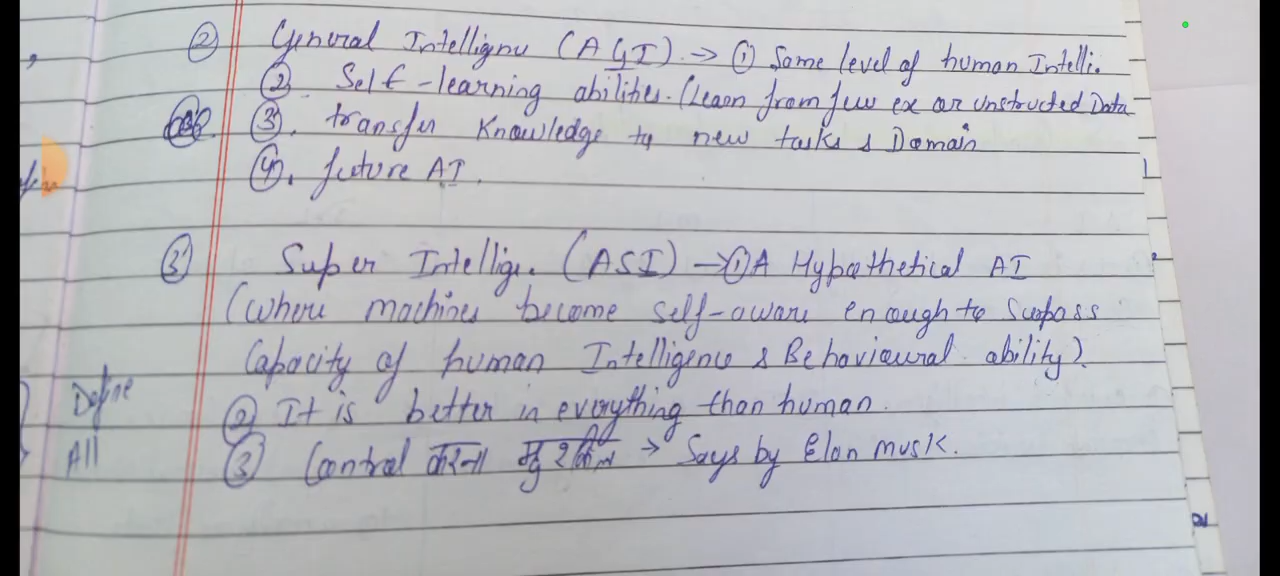 ② General Intellignu (AGI) → ① Same level of human Intelli.
②. Self-learning abilities. (Learn from few ex or unstructed Data
③. transfer Knowledge to new tasks & Domain
④. future AI.
③ Super Intellige. (ASI) → ① A Hypothetical AI
(where machines become self-aware enough to Surpass
Capacity of human Intelligence & Behavioural ability)
Define
② It is better in everything than human.
All
③ Control करना मुश्किल → Says by Elon musk.